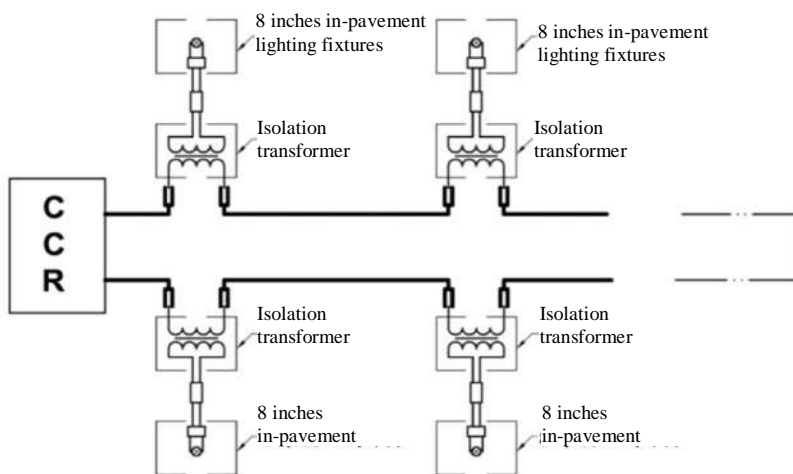 8 inches in-pavement
lighting fixtures
8 inches in-pavement
lighting fixtures
Isolation
transformer
Isolation
transformer
C
C
R
Isolation
transformer
Isolation
transformer
8 inches
in-pavement
8 inches
in-pavement